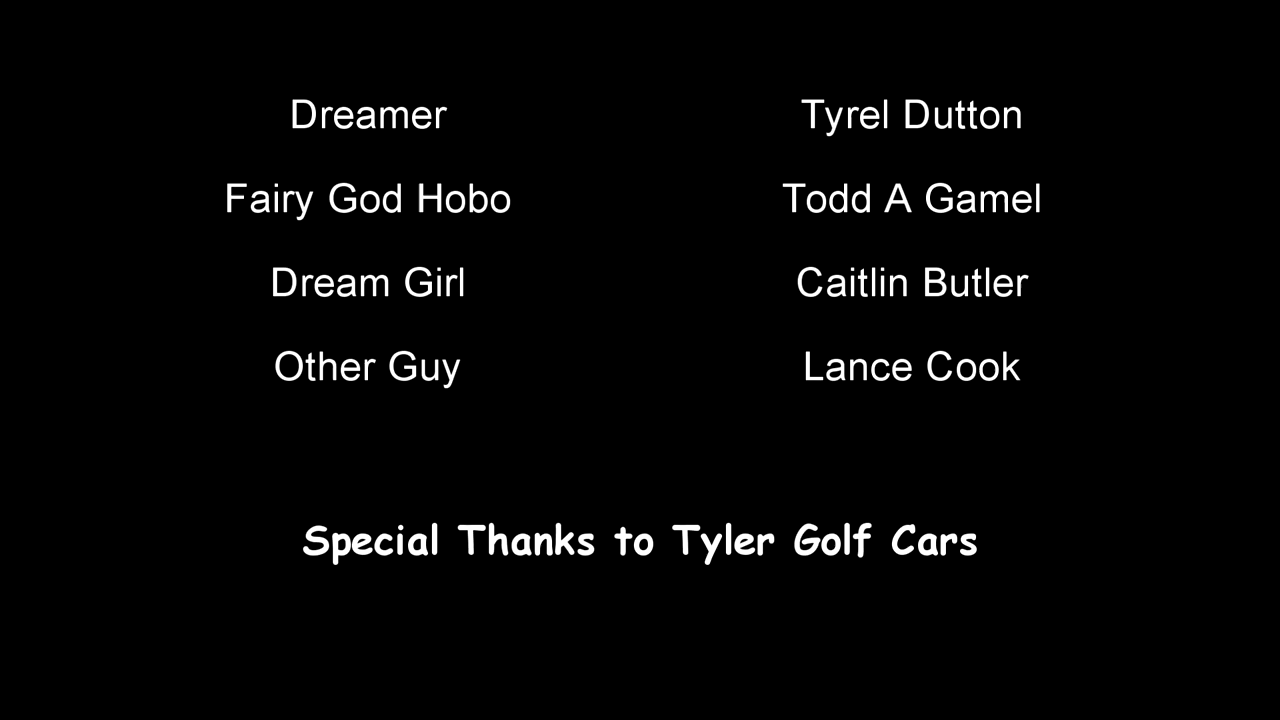 Dreamer Tyrel Dutton
Fairy God Hobo Todd A Gamel
Dream Girl Caitlin Butler
Other Guy Lance Cook
Special Thanks to Tyler Golf Cars